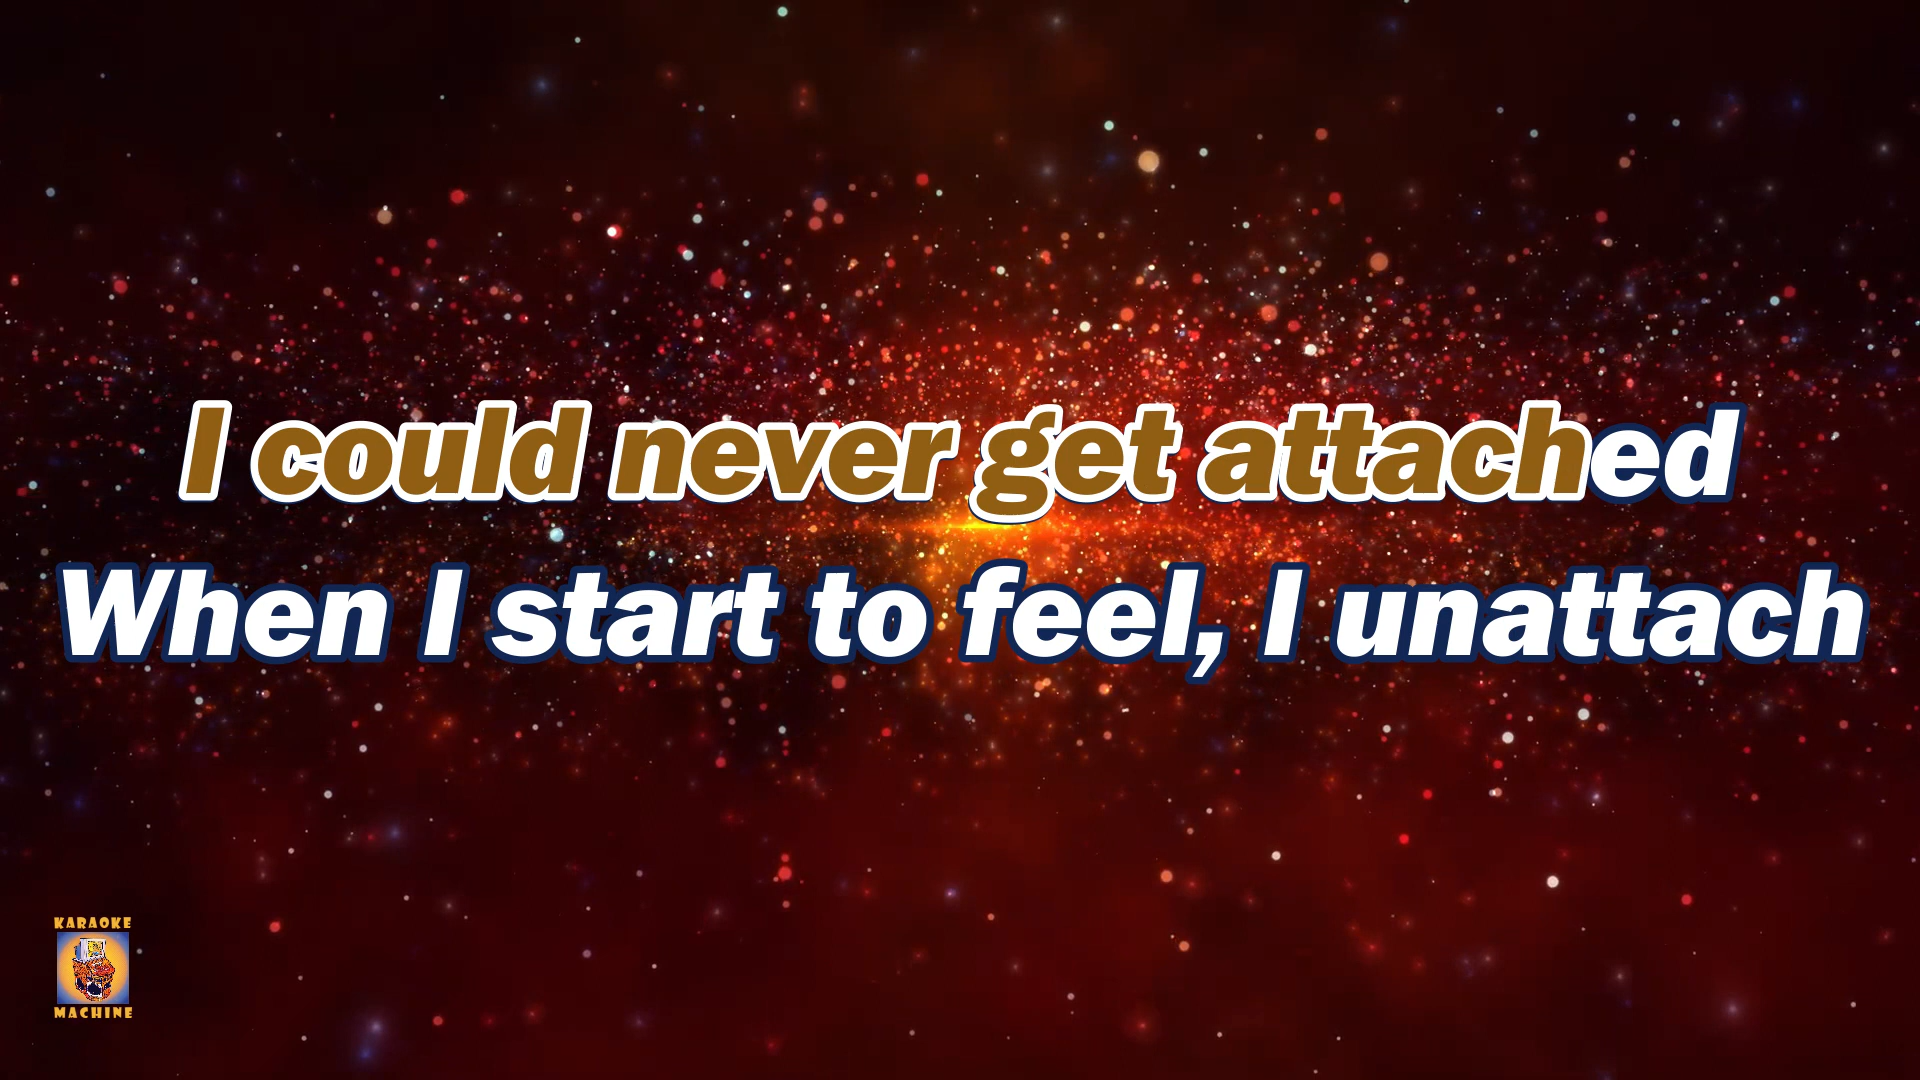 I could never get attached
When I start to feel, I unattach
KARAOKE
MACHINE